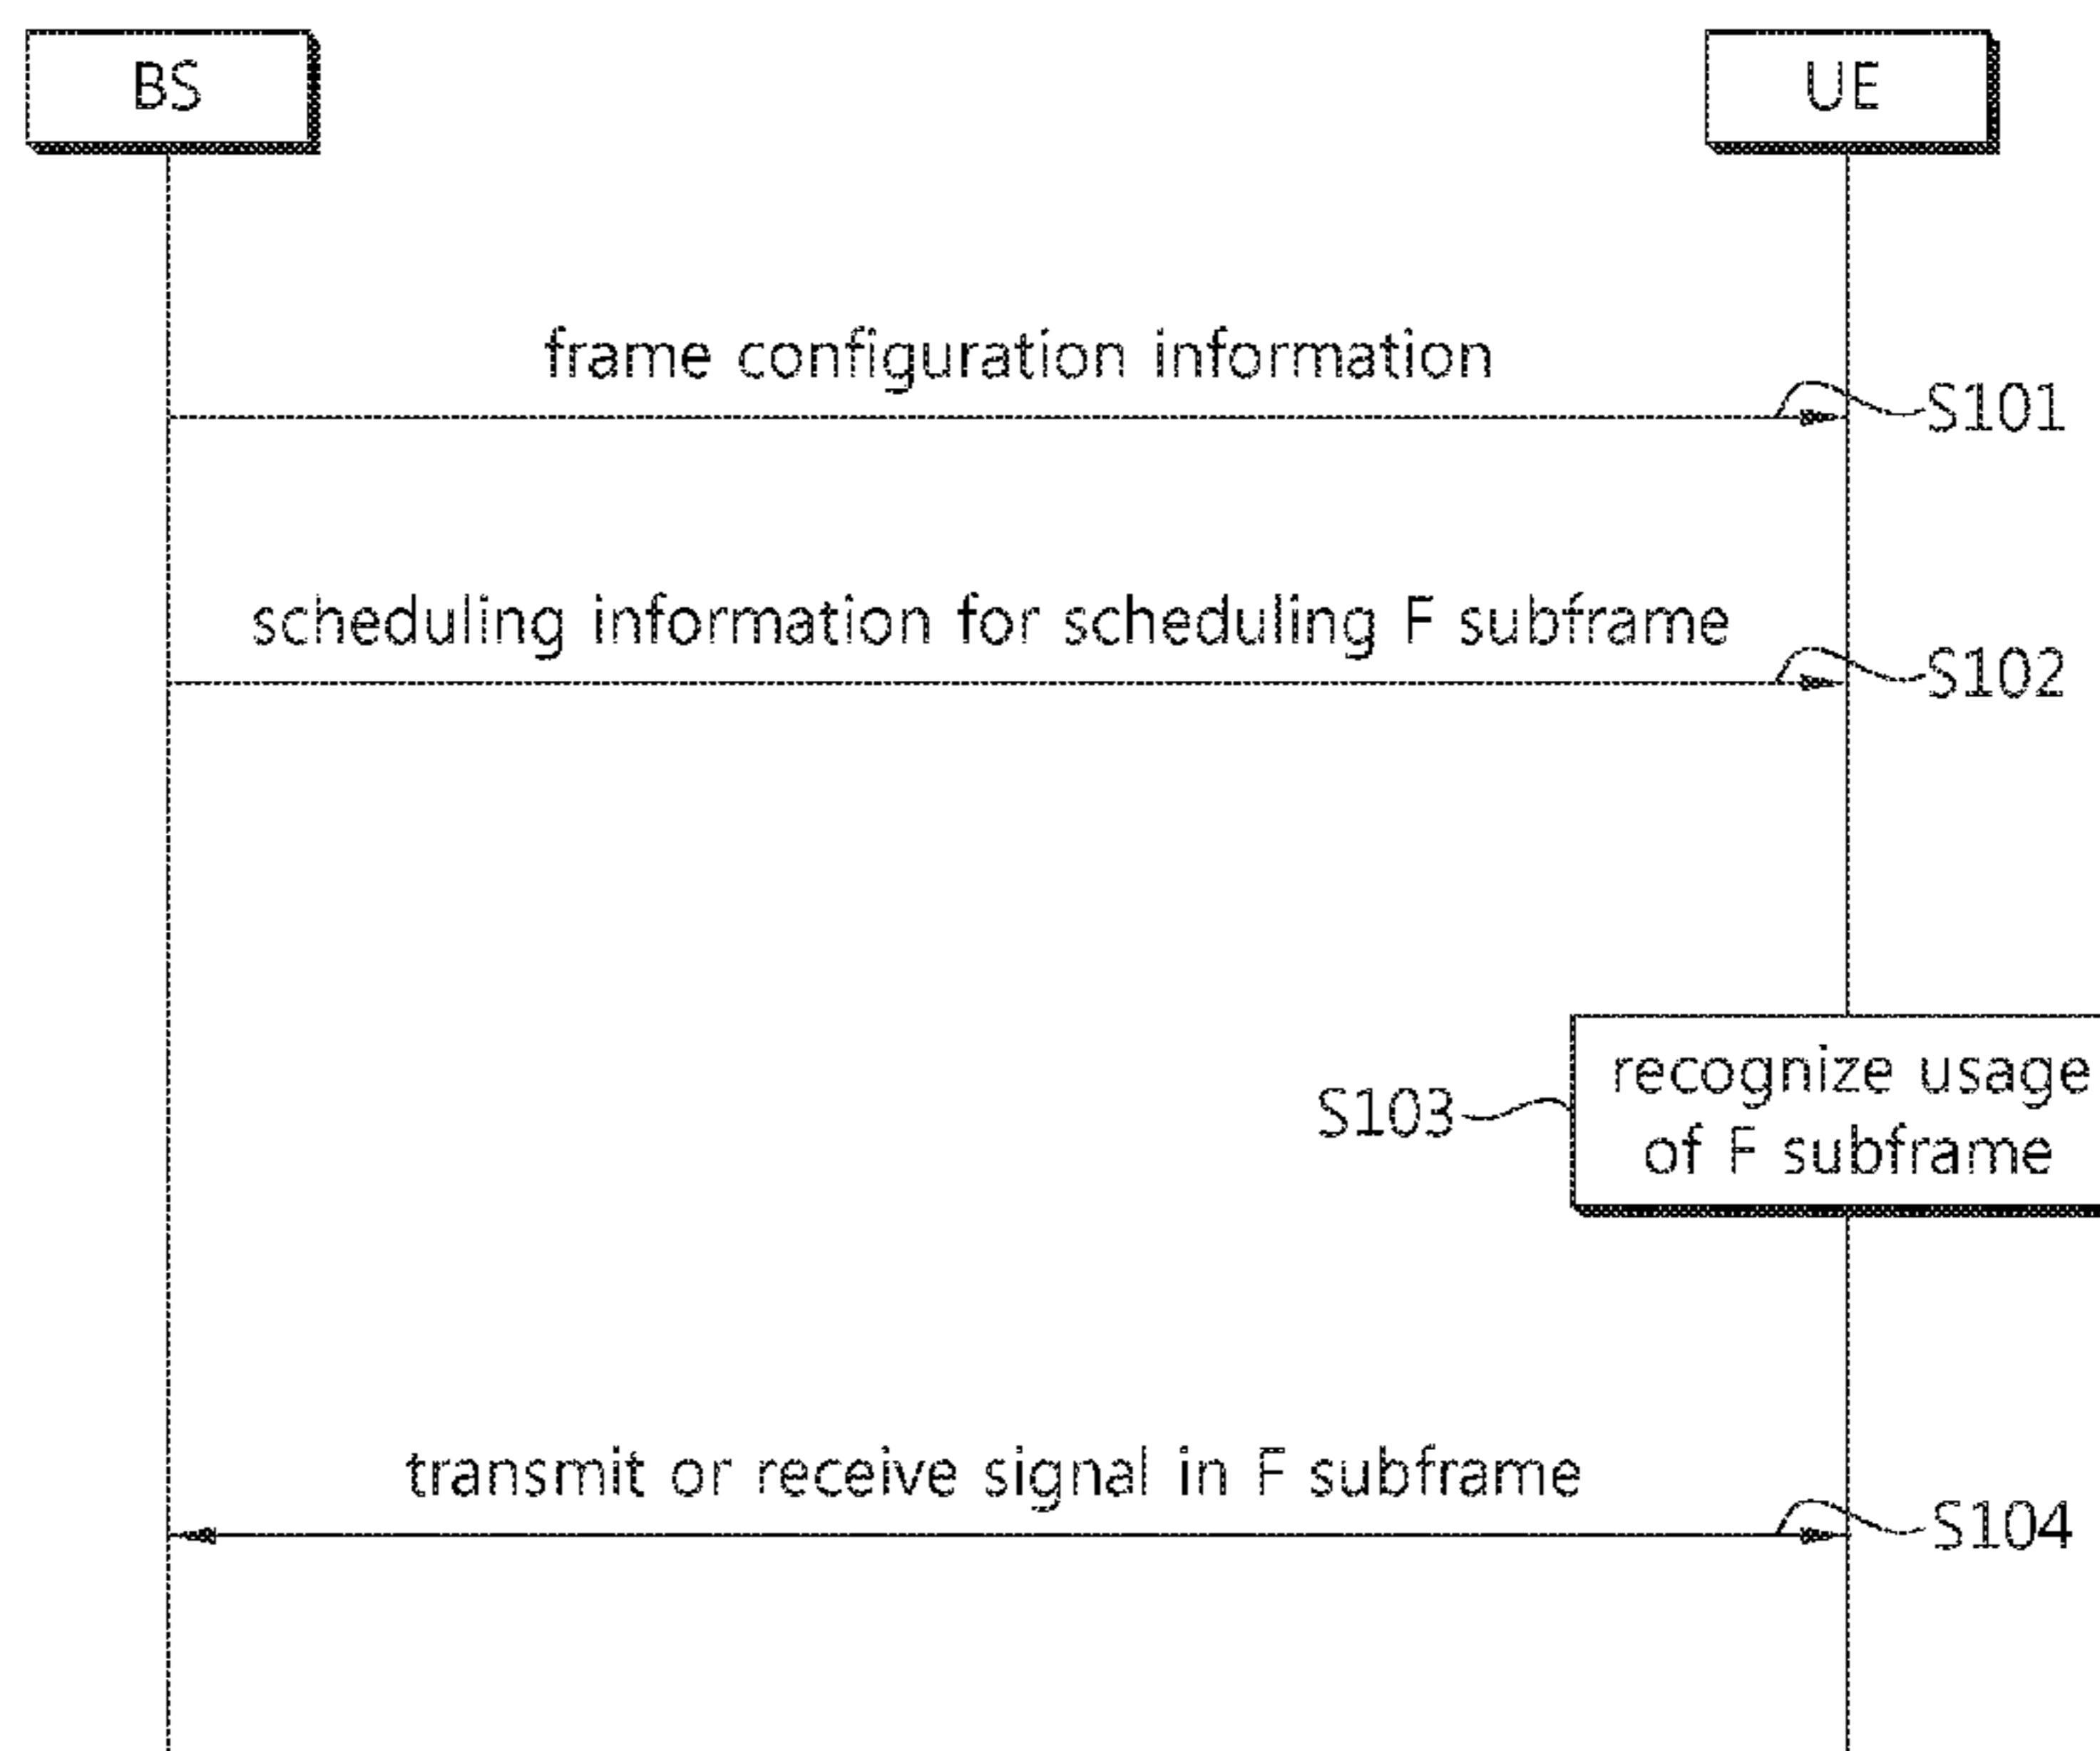 BS
UE
frame configuration information
S101
scheduling information for scheduling F subframe
S102
recognize usage
S103
of F subframe
transmit or receive signal in F subframe
S104